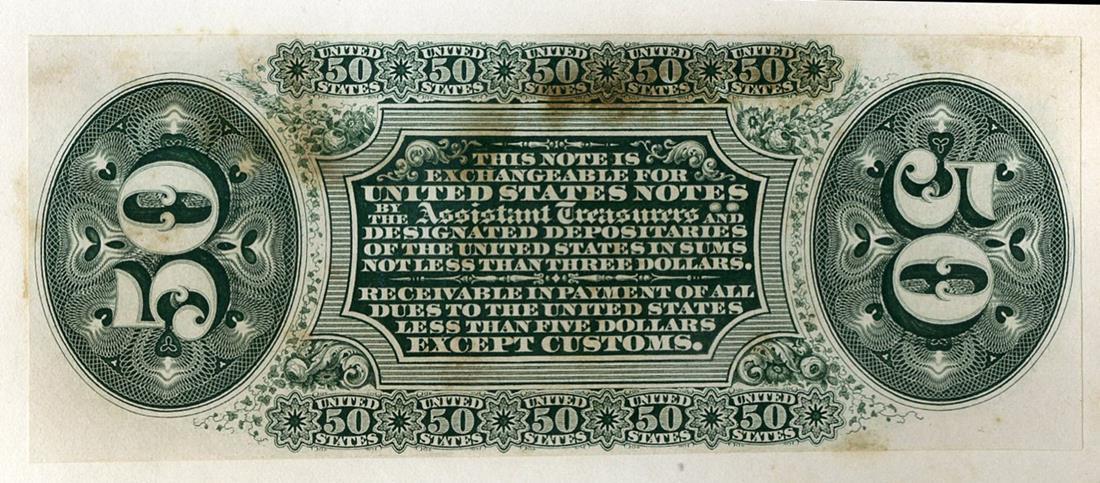 UNITED 50 STATES UNITED 50 STATES UNITED 50 STATES UNITED 50 STATES UNITED 50 STATES
50
THIS NOTE IS
EXCHANGEABLE FOR
UNITED STATES NOTES
BY THE Assistant Treasurers AND
DESIGNATED DEPOSITARIES
OF THE UNITED STATES IN SUMS
NOT LESS THAN THREE DOLLARS.
RECEIVABLE IN PAYMENT OF ALL
DUES TO THE UNITED STATES
LESS THAN FIVE DOLLARS
EXCEPT CUSTOMS.
50
UNITED 50 STATES UNITED 50 STATES UNITED 50 STATES UNITED 50 STATES UNITED 50 STATES